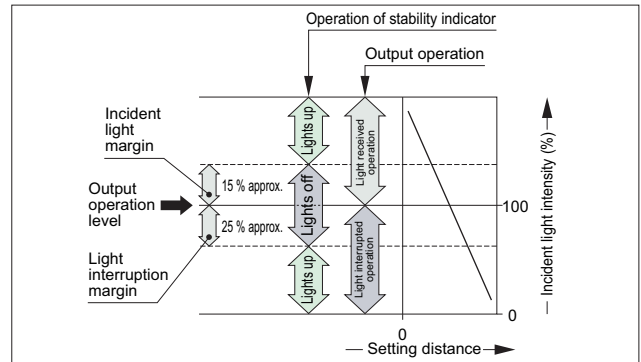 Operation of stability indicator
Output operation
Incident
light
margin
Output
operation
level
Light
interruption
margin
15 % approx.
25 % approx.
Lights up
Lights off
Lights up
Light received
operation
Light interrupted
operation
100
0
Incident light intensity (%)
0
Setting distance